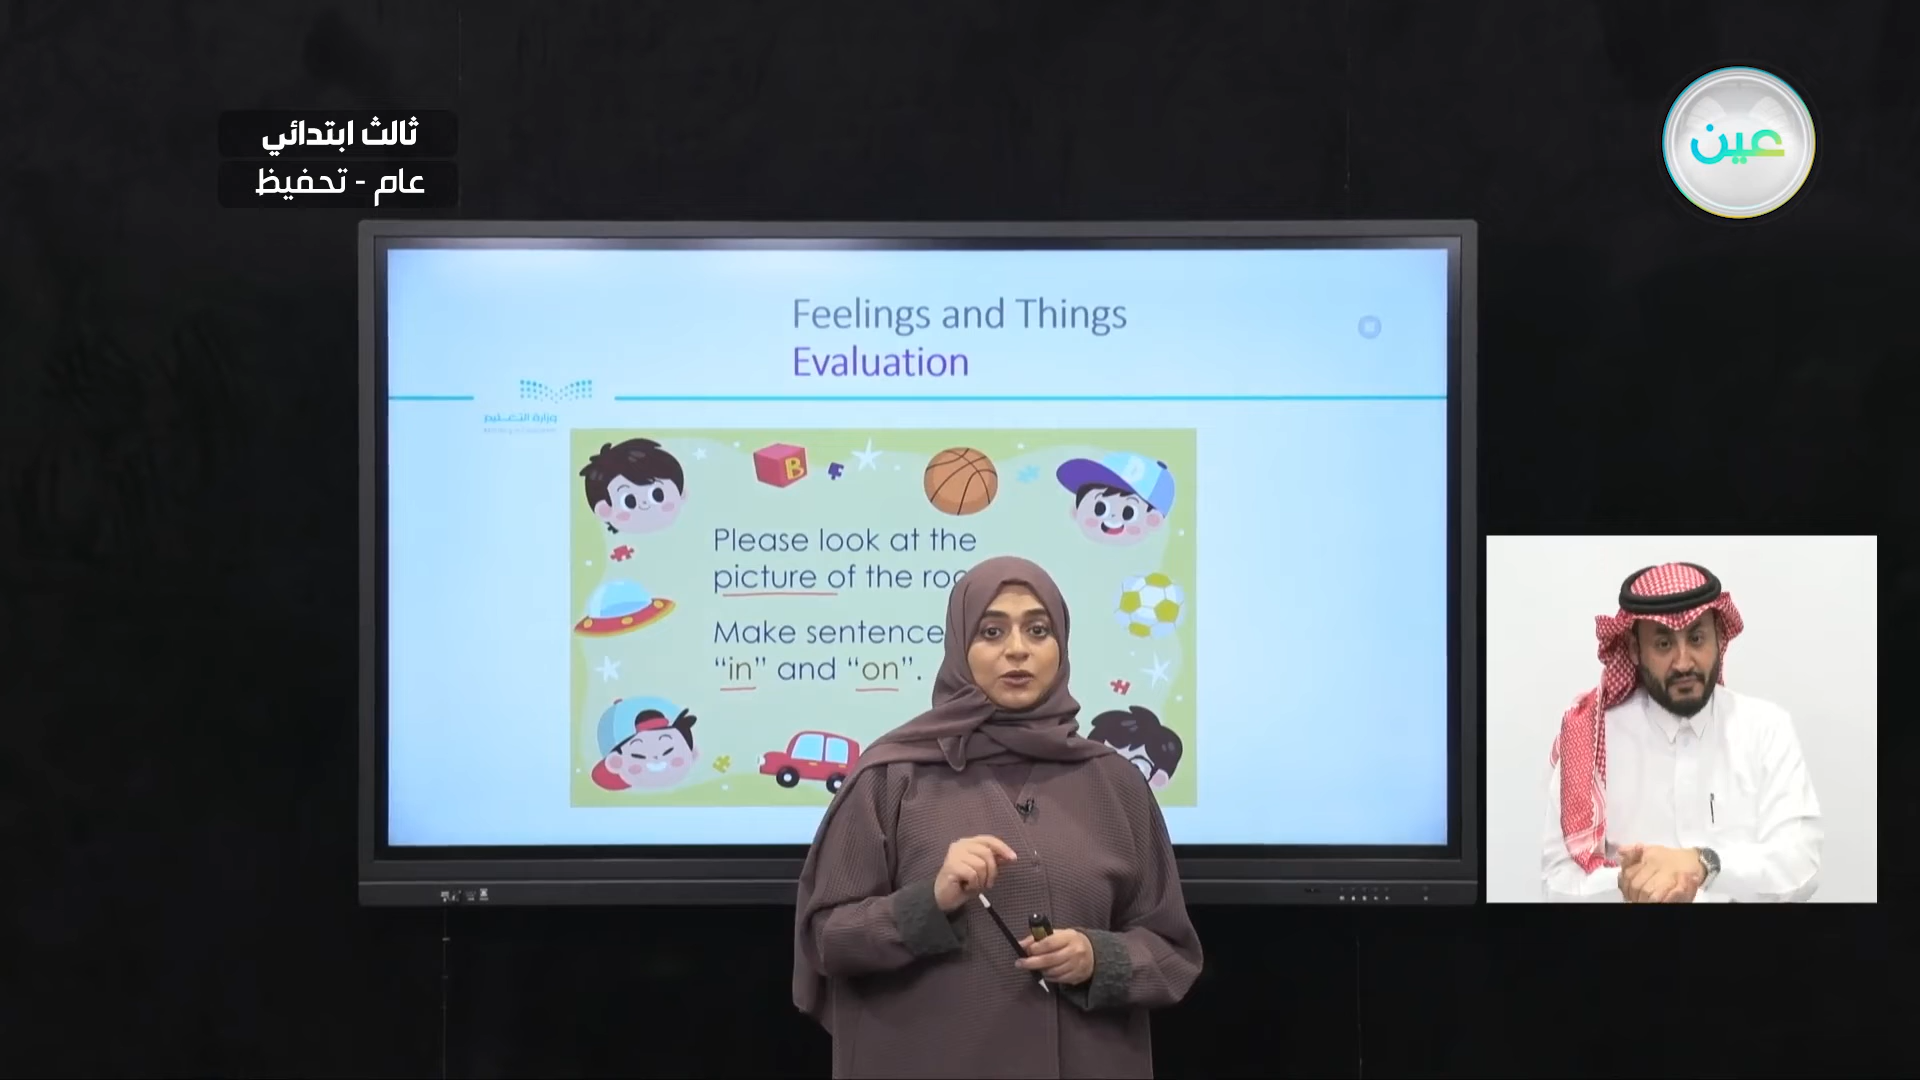 ثالث ابتدائي
عام - تحفيظ
عين
Feelings and Things
Evaluation
وزارة التعليم
B
Please look at the
picture of the
Make sentence
“in” and “on”.